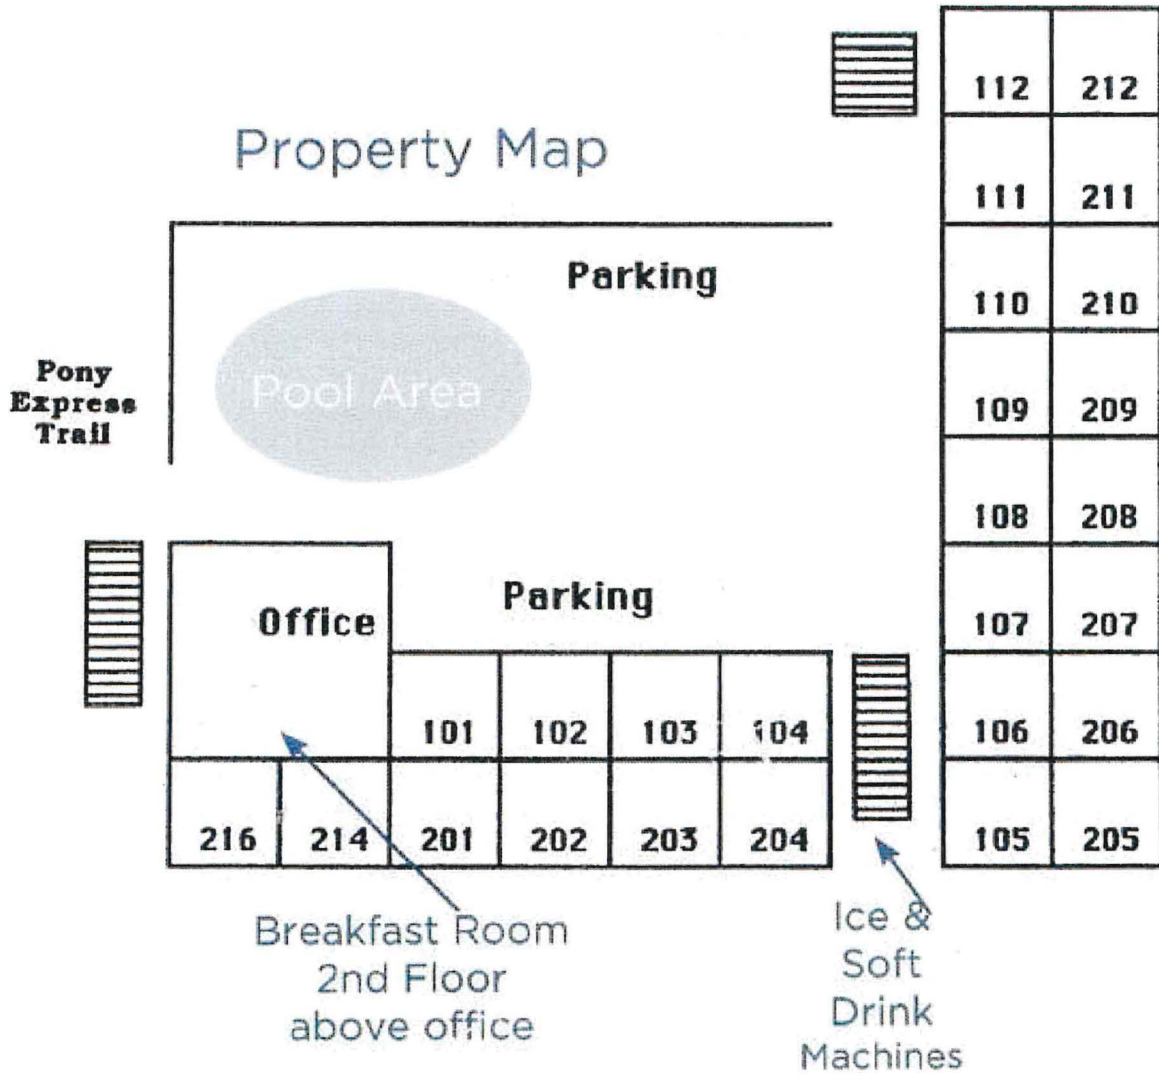 Property Map
112 212
111 211
Parking
110 210
Pony
Express
Trail
Pool Area
109 209
108 208
Office
Parking
107 207
101 102 103 104
106 206
216 214 201 202 203 204
105 205
Breakfast Room
2nd Floor
above office
Ice &
Soft
Drink
Machines